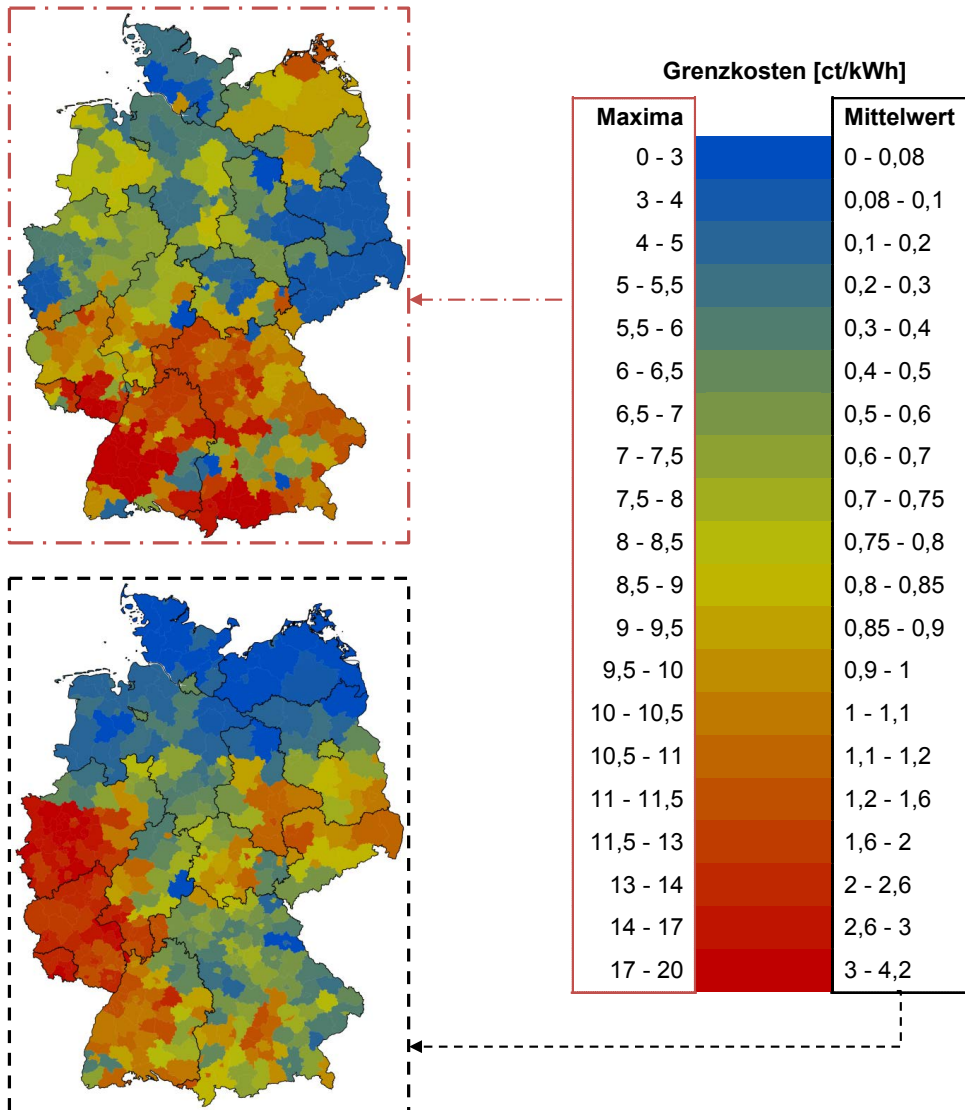 Grenzkosten [ct/kWh]
Maxima Mittelwert
0 - 3 0 - 0,08
3 - 4 0,08 - 0,1
4 - 5 0,1 - 0,2
5 - 5,5 0,2 - 0,3
5,5 - 6 0,3 - 0,4
6 - 6,5 0,4 - 0,5
6,5 - 7 0,5 - 0,6
7 - 7,5 0,6 - 0,7
7,5 - 8 0,7 - 0,75
8 - 8,5 0,75 - 0,8
8,5 - 9 0,8 - 0,85
9 - 9,5 0,85 - 0,9
9,5 - 10 0,9 - 1
10 - 10,5 1 - 1,1
10,5 - 11 1,1 - 1,2
11 - 11,5 1,2 - 1,6
11,5 - 13 1,6 - 2
13 - 14 2 - 2,6
14 - 17 2,6 - 3
17 - 20 3 - 4,2